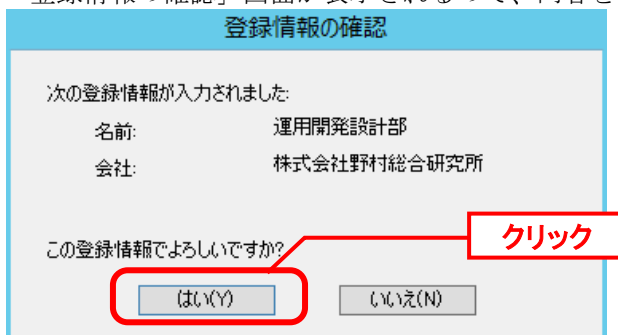 「登録情報の確認」画面が表示されるので、内容を
登録情報の確認
次の登録情報が入力されました:
名前: 運用開発設計部
会社: 株式会社野村総合研究所
この登録情報でよろしいですか?
クリック
はい(Y) いいえ(N)